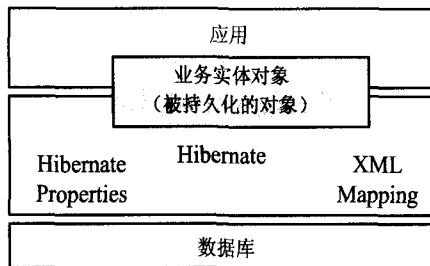 应用
业务实体对象
（被持久化的对象）
Hibernate
Properties
Hibernate
XML
Mapping
数据库